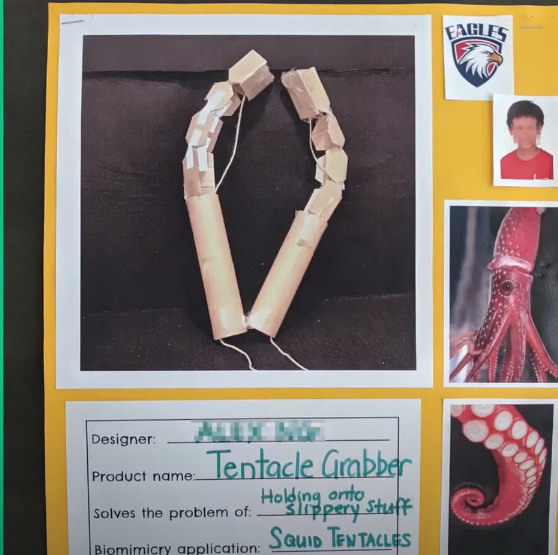 EAGLES
Designer:
Product name: Tentacle Grabber
Solves the problem of: Holding onto slippery stuff
Biomimicry application: SQUID TENTACLES